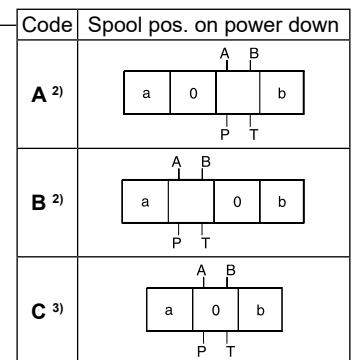 Code Spool pos. on power down
A B
A 2) a 0 b
P T
A B
B 2) a 0 b
P T
A B
C 3) a 0 b
P T